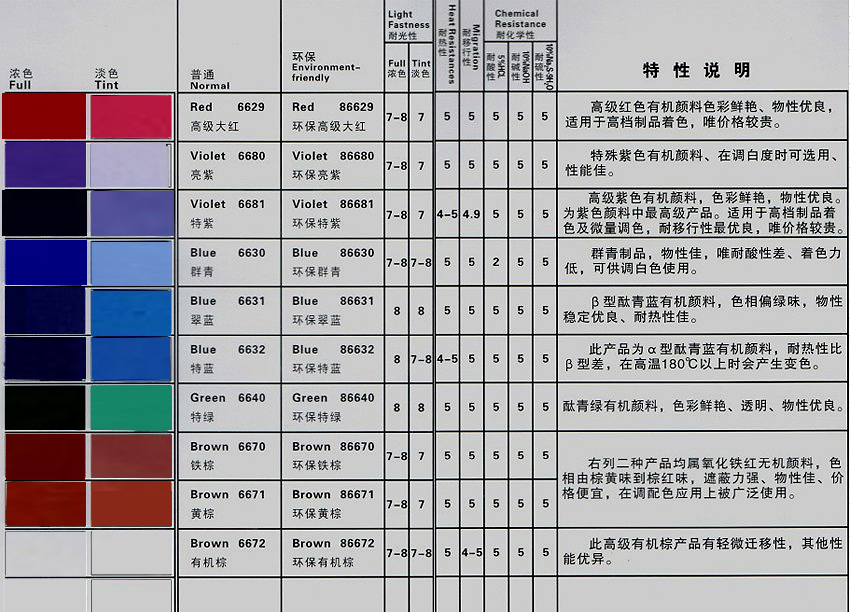 浓色
Full
淡色
Tint
普通
Normal
环保
Environment-
friendly
Light
Fastness
耐光性
Full
浓色
Tint
淡色
Heat Resistances
耐热性
Migration
耐移行性
Chemical
Resistance
耐化学性
5%HCL
耐酸性
10%NaOH
耐碱性
10%Na₂S·9H₂O
耐硫性
特性说明
Red 6629
高级大红
Red 86629
环保高级大红
7-8 7 5 5 5 5 5
高级红色有机颜料色彩鲜艳、物性优良，
适用于高档制品着色，唯价格较贵。
Violet 6680
亮紫
Violet 86680
环保亮紫
7-8 7 5 5 5 5 5
特殊紫色有机颜料、在调白度时可选用、
性能佳。
Violet 6681
特紫
Violet 86681
环保特紫
7-8 7 4-5 4.9 5 5 5
高级紫色有机颜料，色彩鲜艳，物性优良。
为紫色颜料中最高级产品。适用于高档制品着
色及微量调色，耐移行性最优良，唯价格较贵。
Blue 6630
群青
Blue 86630
环保群青
7-8 7-8 5 5 2 5 5
群青制品，物性佳，唯耐酸性差、着色力
低，可供调白色使用。
Blue 6631
翠蓝
Blue 86631
环保翠蓝
8 8 5 5 5 5 5
β型酞青蓝有机颜料，色相偏绿味，物性
稳定优良、耐热性佳。
Blue 6632
特蓝
Blue 86632
环保特蓝
8 7-8 4-5 5 5 5 5
此产品为α型酞青蓝有机颜料，耐热性比
β型差，在高温180℃以上时会产生变色。
Green 6640
特绿
Green 86640
环保特绿
8 8 5 5 5 5 5
酞青绿有机颜料，色彩鲜艳、透明、物性优良。
Brown 6670
铁棕
Brown 86670
环保铁棕
7-8 7 5 5 5 5 5
右列二种产品均属氧化铁红无机颜料，色
相由棕黄味到棕红味，遮蔽力强、物性佳、价
格便宜，在调配色应用上被广泛使用。
Brown 6671
黄棕
Brown 86671
环保黄棕
7-8 7 5 5 5 5 5
Brown 6672
有机棕
Brown 86672
环保有机棕
7-8 7-8 5 4-5 5 5 5
此高级有机棕产品有轻微迁移性，其他性
能优异。